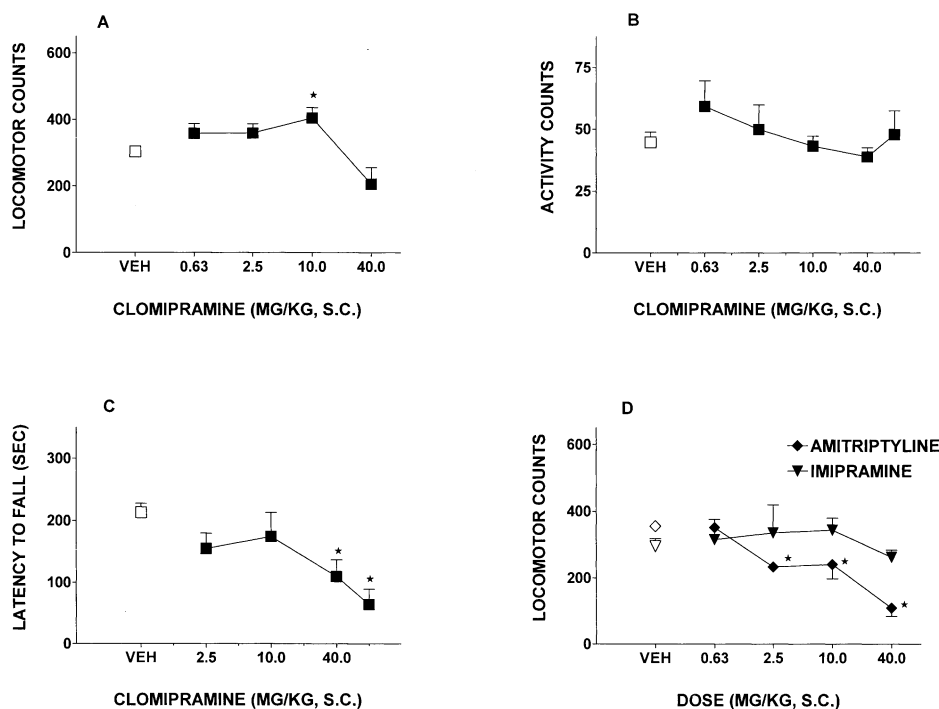 A
LOCOMOTOR COUNTS
600
400
200
0
★
VEH 0.63 2.5 10.0 40.0
CLOMIPRAMINE (MG/KG, S.C.)
B
ACTIVITY COUNTS
75
50
25
0
VEH 0.63 2.5 10.0 40.0
CLOMIPRAMINE (MG/KG, S.C.)
C
LATENCY TO FALL (SEC)
300
200
100
0
★
★
VEH 2.5 10.0 40.0
CLOMIPRAMINE (MG/KG, S.C.)
D
LOCOMOTOR COUNTS
600
400
200
0
AMITRIPTYLINE
IMIPRAMINE
★
★
★
VEH 0.63 2.5 10.0 40.0
DOSE (MG/KG, S.C.)